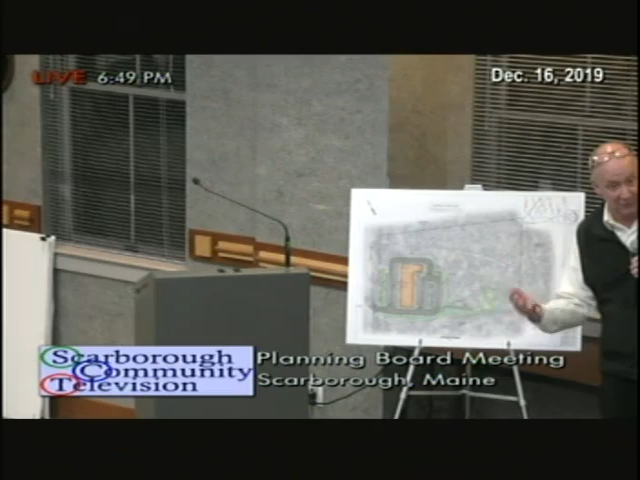 LIVE 6:49 PM
Dec. 16, 2019
Scarborough
Community
Television
Planning Board Meeting
Scarborough, Maine